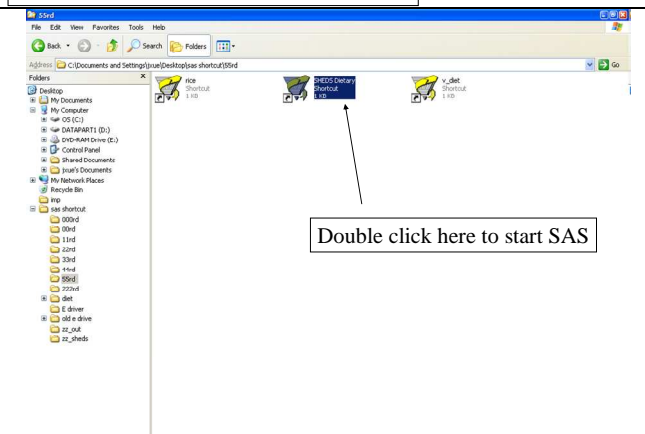 55rd
File Edit View Favorites Tools Help
Back Search Folders
Address C:\Documents and Settings\jxue\Desktop\sas shortcut\55rd Go
Folders x
Desktop
My Documents
My Computer
OS (C:)
DATAPART1 (D:)
DVD-RAM Drive (E:)
Control Panel
Shared Documents
jxue's Documents
My Network Places
Recycle Bin
imp
sas shortcut
000rd
00rd
11rd
22rd
33rd
44rd
55rd
222rd
diet
E driver
old e drive
zz_out
zz_sheds
rice
Shortcut
1 KB
SHEDS Dietary
Shortcut
1 KB
v_diet
Shortcut
1 KB
Double click here to start SAS